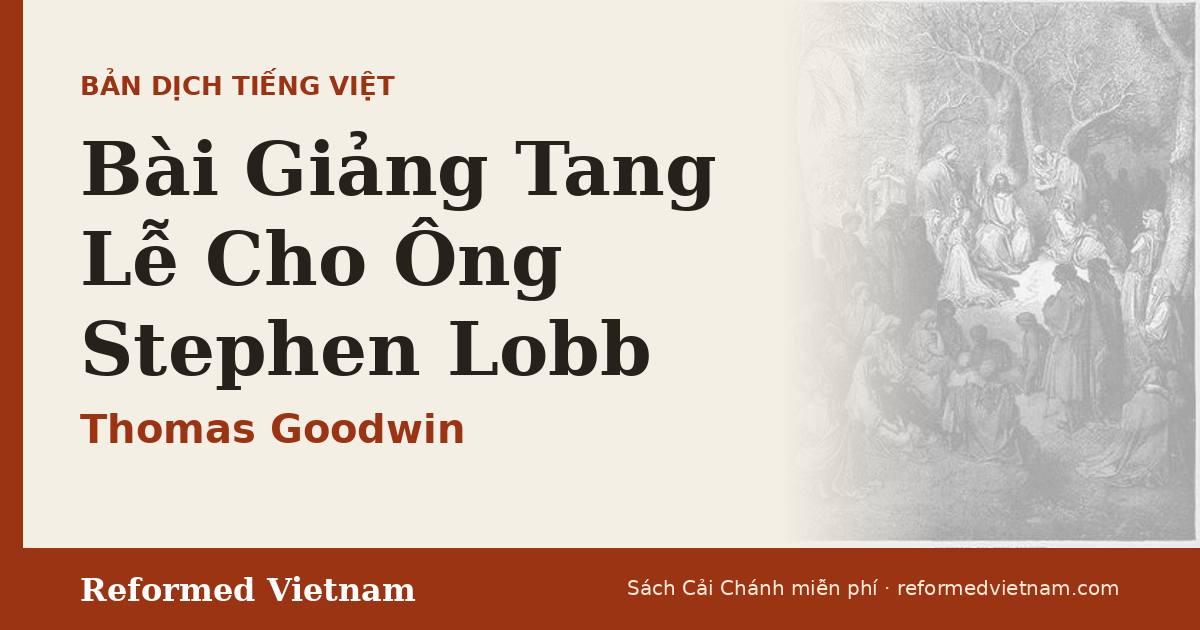 BẢN DỊCH TIẾNG VIỆT
Bài Giảng Tang
Lễ Cho Ông
Stephen Lobb
Thomas Goodwin
Reformed Vietnam
Sách Cải Chánh miễn phí · reformedvietnam.com